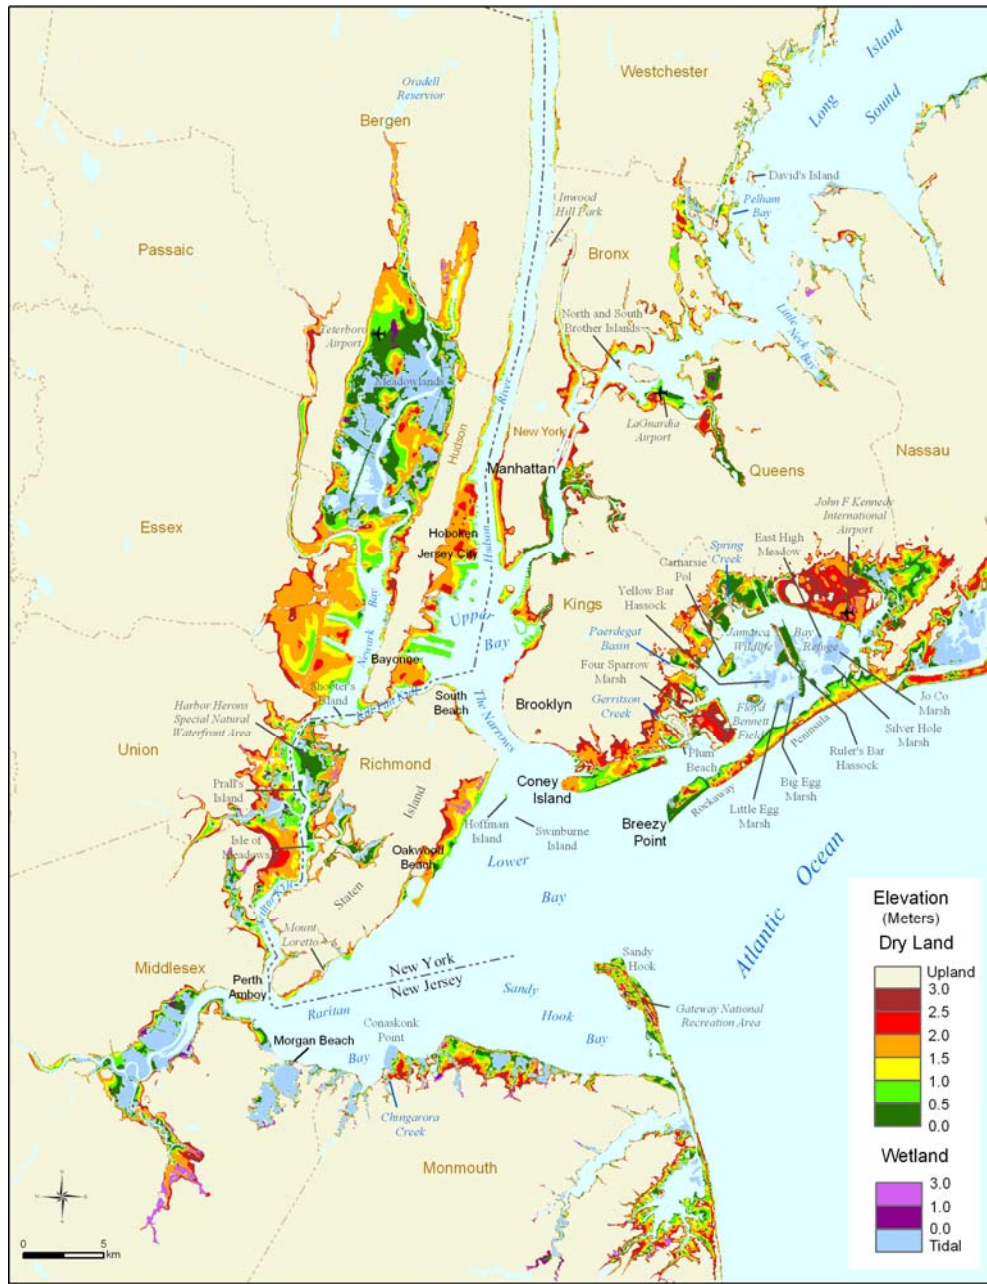 Island
Long
Sound
Westchester
Oradell
Reservior
Bergen
David's Island
Pelham
Bay
Inwood
Hill Park
Passaic
Bronx
North and South
Brother Islands
Little Neck Bay
Teterboro
Airport
Meadowlands
River
Hudson
New York
LaGuardia
Airport
Manhattan
Queens
Nassau
John F Kennedy
International
Airport
Essex
Hoboken
Jersey City
Hudson
East High
Meadow
Spring
Creek
Carnarsie
Pol
Yellow Bar
Hassock
Kings
Upper
Bay
Newark
Bay
Paerdegat
Basin
Jamaica
Wildlife
Bay
Refuge
Four Sparrow
Marsh
Bayonne
Shooter's
Island
Kill Van Kull
South
Beach
The Narrows
Brooklyn
Gerritson
Creek
Floyd
Bennett
Field
Jo Co
Marsh
Silver Hole
Marsh
Harbor Herons
Special Natural
Waterfront Area
Union
Richmond
Plum
Beach
Peninsula
Rockaway
Ruler's Bar
Hassock
Big Egg
Marsh
Little Egg
Marsh
Prall's
Island
Coney
Island
Breezy
Point
Island
Staten
Hoffman
Island
Swinburne
Island
Isle of
Meadows
Oakwood
Beach
Lower
Bay
Atlantic Ocean
Arthur Kill
Mount
Loretto
Middlesex
Perth
Amboy
New York
New Jersey
Sandy
Hook
Raritan
Bay
Sandy
Hook
Bay
Gateway National
Recreation Area
Morgan Beach
Conaskonk
Point
Chingarora
Creek
Monmouth
Elevation
(Meters)
Dry Land
Upland
3.0
2.5
2.0
1.5
1.0
0.5
0.0
Wetland
3.0
1.0
0.0
Tidal
0 5
km